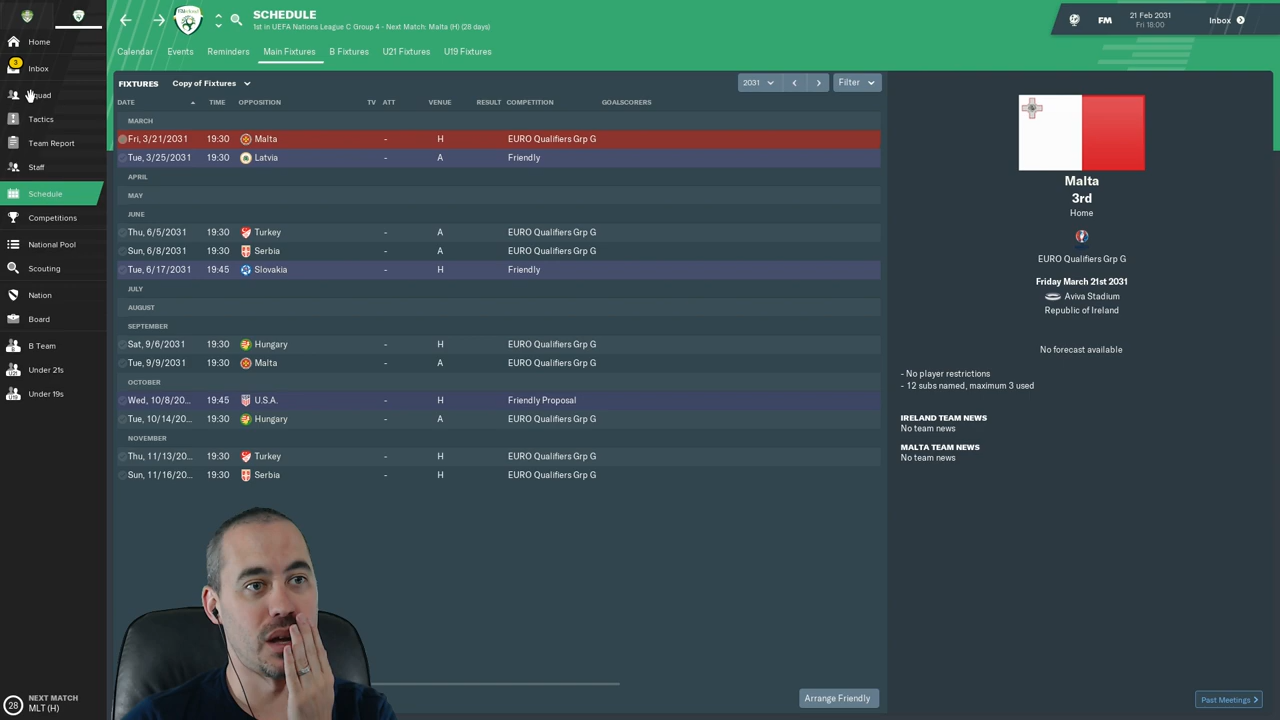 SCHEDULE
1st in UEFA Nations League C Group 4 - Next Match: Malta (H) (28 days)
FM
21 Feb 2031
Fri 18:00
Inbox
Home
3
Inbox
Squad
Tactics
Team Report
Staff
Schedule
Competitions
National Pool
Scouting
Nation
Board
B Team
Under 21s
Under 19s
28
NEXT MATCH
MLT (H)
Calendar Events Reminders Main Fixtures B Fixtures U21 Fixtures U19 Fixtures
FIXTURES Copy of Fixtures 2031 Filter
DATE TIME OPPOSITION TV ATT VENUE RESULT COMPETITION GOALSCORERS
MARCH
Fri, 3/21/2031 19:30 Malta - H EURO Qualifiers Grp G
Tue, 3/25/2031 19:30 Latvia - A Friendly
APRIL
MAY
JUNE
Thu, 6/5/2031 19:30 Turkey - A EURO Qualifiers Grp G
Sun, 6/8/2031 19:30 Serbia - A EURO Qualifiers Grp G
Tue, 6/17/2031 19:45 Slovakia - H Friendly
JULY
AUGUST
SEPTEMBER
Sat, 9/6/2031 19:30 Hungary - H EURO Qualifiers Grp G
Tue, 9/9/2031 19:30 Malta - A EURO Qualifiers Grp G
OCTOBER
Wed, 10/8/20... 19:45 U.S.A. - H Friendly Proposal
Tue, 10/14/20... 19:30 Hungary - A EURO Qualifiers Grp G
NOVEMBER
Thu, 11/13/20... 19:30 Turkey - H EURO Qualifiers Grp G
Sun, 11/16/20... 19:30 Serbia - H EURO Qualifiers Grp G
Arrange Friendly
Malta
3rd
Home
EURO Qualifiers Grp G
Friday March 21st 2031
Aviva Stadium
Republic of Ireland
No forecast available
- No player restrictions
- 12 subs named, maximum 3 used
IRELAND TEAM NEWS
No team news
MALTA TEAM NEWS
No team news
Past Meetings